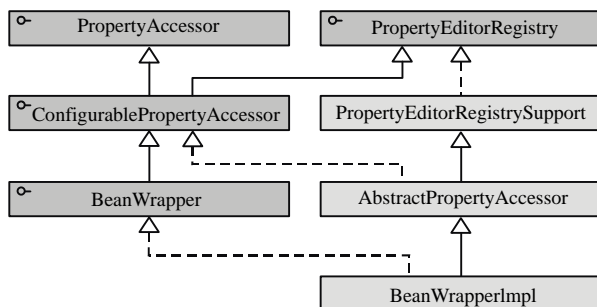 PropertyAccessor
PropertyEditorRegistry
ConfigurablePropertyAccessor
PropertyEditorRegistrySupport
BeanWrapper
AbstractPropertyAccessor
BeanWrapperImpl